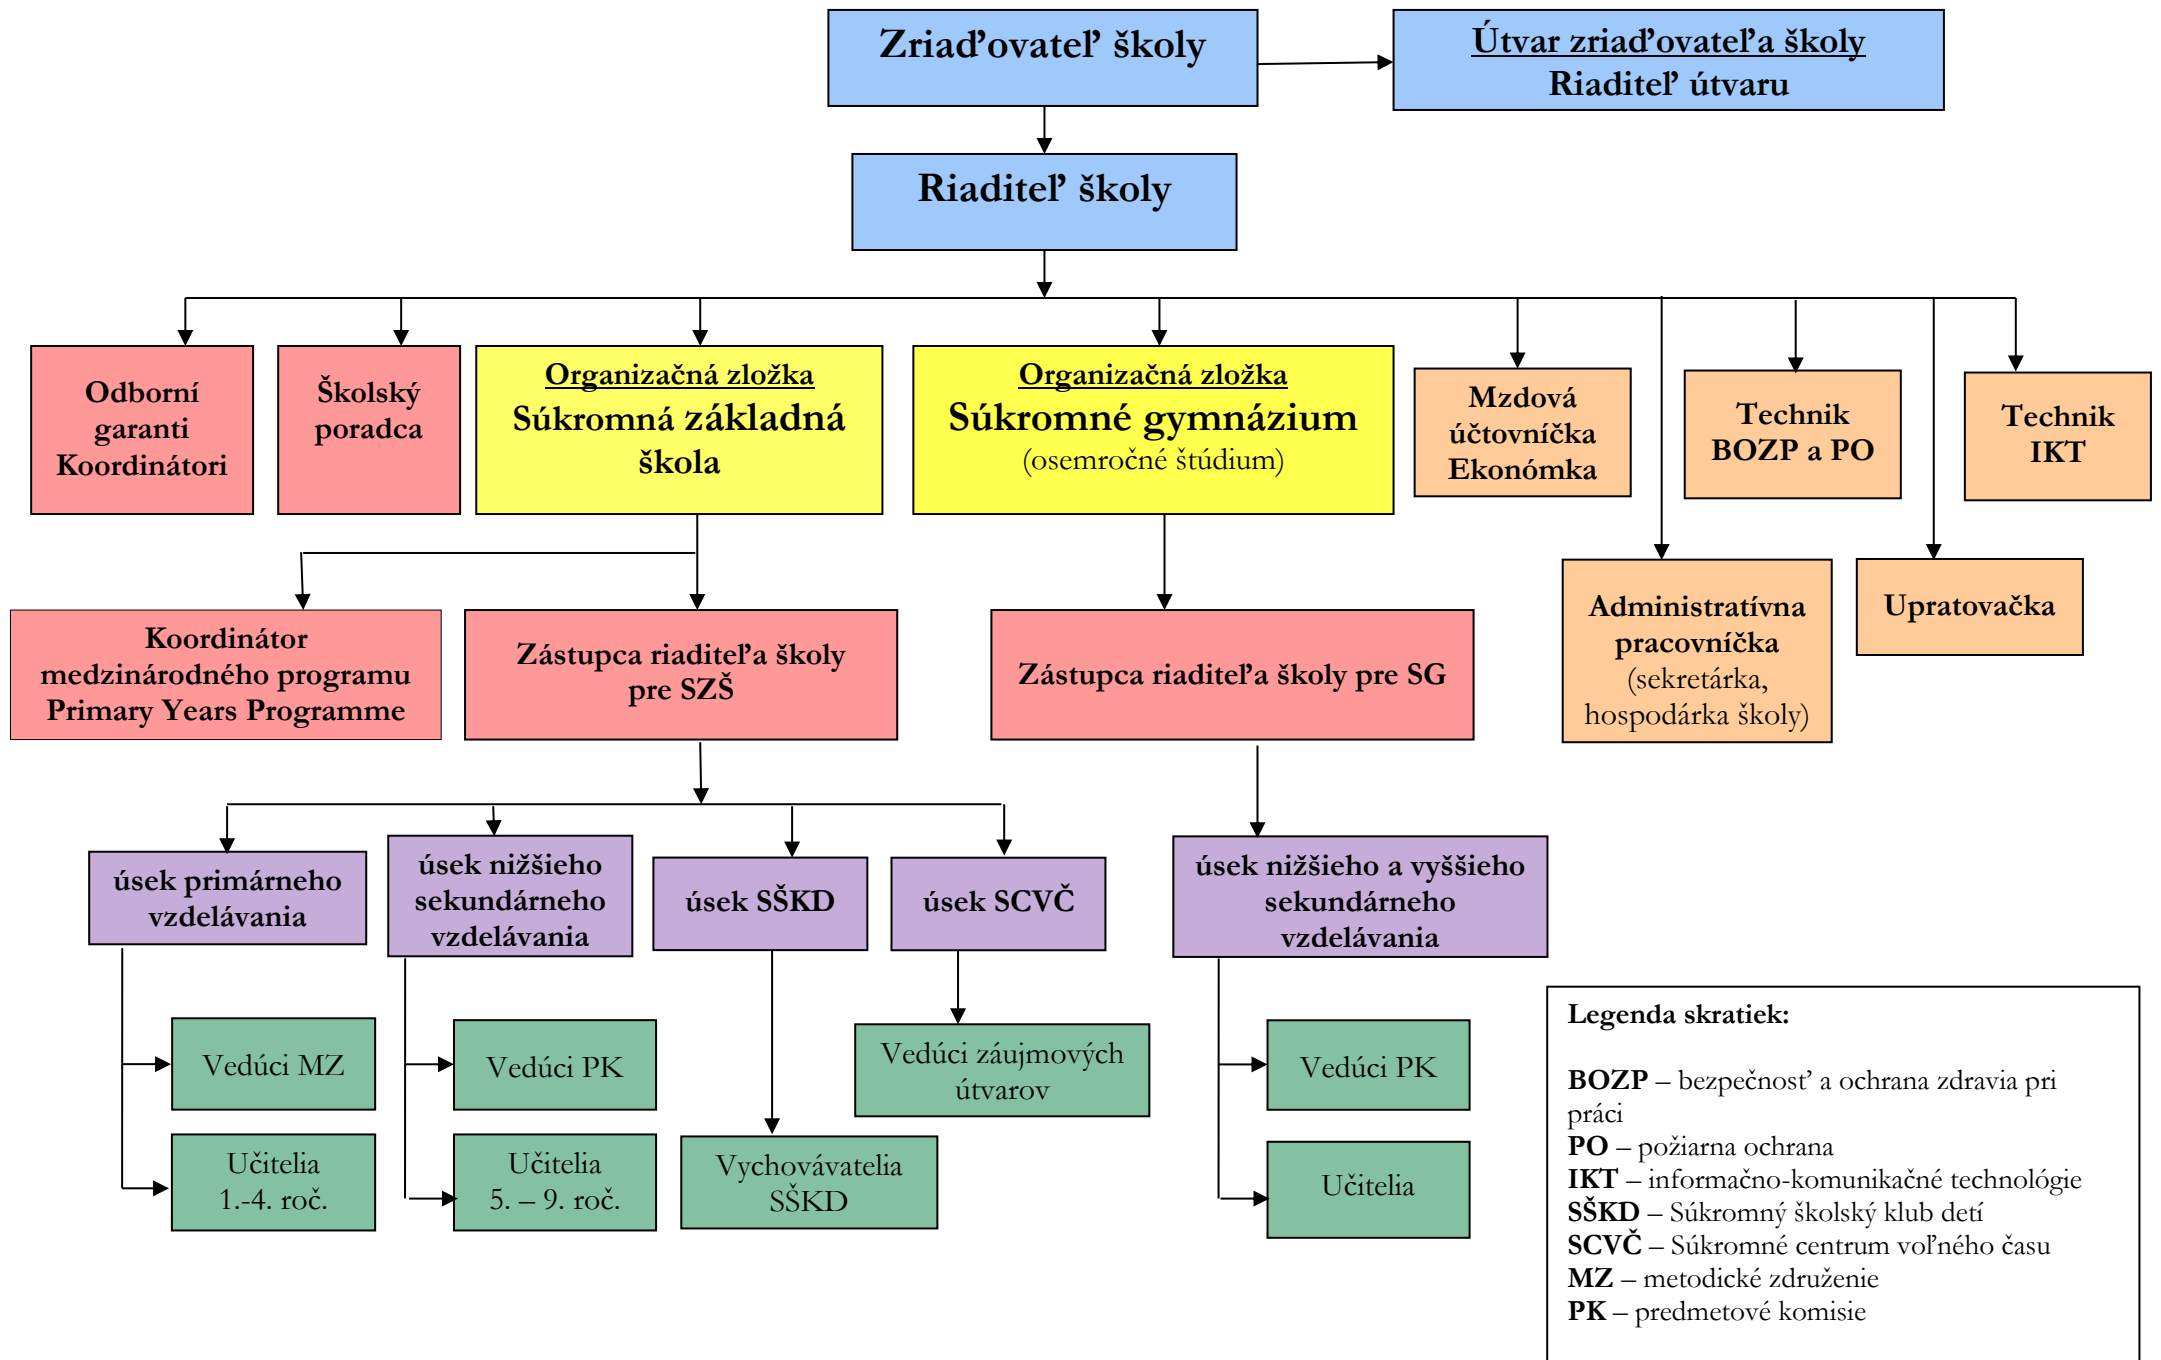 Zriaďovateľ školy
Útvar zriaďovateľa školy
Riaditeľ útvaru
Riaditeľ školy
Odborní
garanti
Koordinátori
Školský
poradca
Organizačná zložka
Súkromná základná
škola
Organizačná zložka
Súkromné gymnázium
(osemročné štúdium)
Mzdová
účtovníčka
Ekonómka
Technik
BOZP a PO
Technik
IKT
Koordinátor
medzinárodného programu
Primary Years Programme
Zástupca riaditeľa školy
pre SZŠ
Zástupca riaditeľa školy pre SG
Administratívna
pracovníčka
(sekretárka,
hospodárka školy)
Upratovačka
úsek primárneho
vzdelávania
úsek nižšieho
sekundárneho
vzdelávania
úsek SŠKD
úsek SCVČ
úsek nižšieho a vyššieho
sekundárneho
vzdelávania
Vedúci MZ
Učitelia
1.-4. roč.
Vedúci PK
Učitelia
5. – 9. roč.
Vychovávatelia
SŠKD
Vedúci záujmových
útvarov
Vedúci PK
Učitelia
Legenda skratiek:
BOZP – bezpečnosť a ochrana zdravia pri
práci
PO – požiarna ochrana
IKT – informačno-komunikačné technológie
SŠKD – Súkromný školský klub detí
SCVČ – Súkromné centrum voľného času
MZ – metodické združenie
PK – predmetové komisie